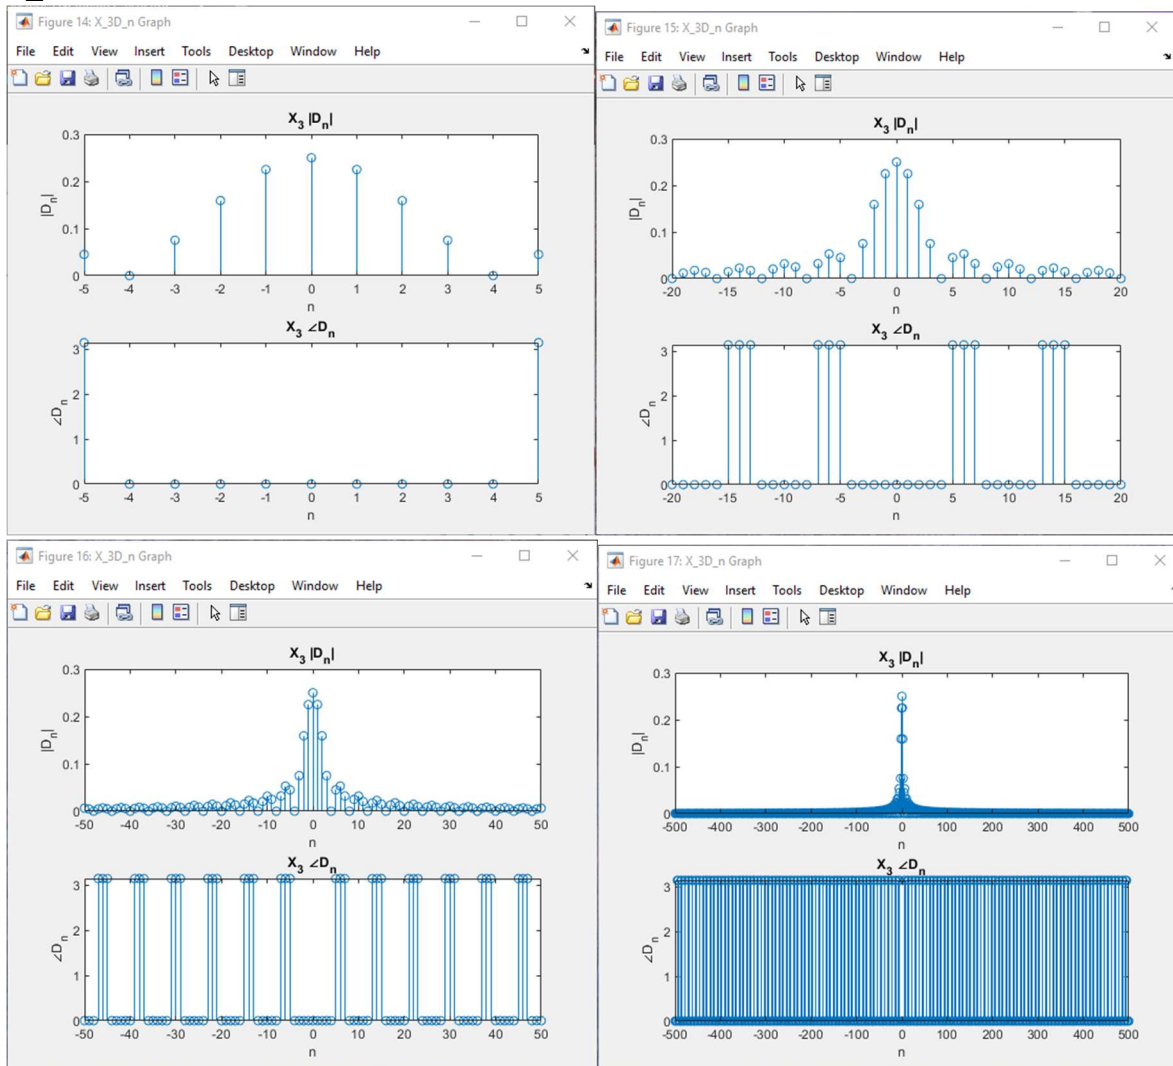 Figure 14: X_3D_n Graph
File Edit View Insert Tools Desktop Window Help
X3 |Dn|
0.3
0.2
0.1
0
|Dn|
-5 -4 -3 -2 -1 0 1 2 3 4 5
n
X3 ∠Dn
3
2
1
0
∠Dn
-5 -4 -3 -2 -1 0 1 2 3 4 5
n
Figure 15: X_3D_n Graph
File Edit View Insert Tools Desktop Window Help
X3 |Dn|
0.3
0.2
0.1
0
|Dn|
-20 -15 -10 -5 0 5 10 15 20
n
X3 ∠Dn
3
2
1
0
∠Dn
-20 -15 -10 -5 0 5 10 15 20
n
Figure 16: X_3D_n Graph
File Edit View Insert Tools Desktop Window Help
X3 |Dn|
0.3
0.2
0.1
0
|Dn|
-50 -40 -30 -20 -10 0 10 20 30 40 50
n
X3 ∠Dn
3
2
1
0
∠Dn
-50 -40 -30 -20 -10 0 10 20 30 40 50
n
Figure 17: X_3D_n Graph
File Edit View Insert Tools Desktop Window Help
X3 |Dn|
0.3
0.2
0.1
0
|Dn|
-500 -400 -300 -200 -100 0 100 200 300 400 500
n
X3 ∠Dn
3
2
1
0
∠Dn
-500 -400 -300 -200 -100 0 100 200 300 400 500
n